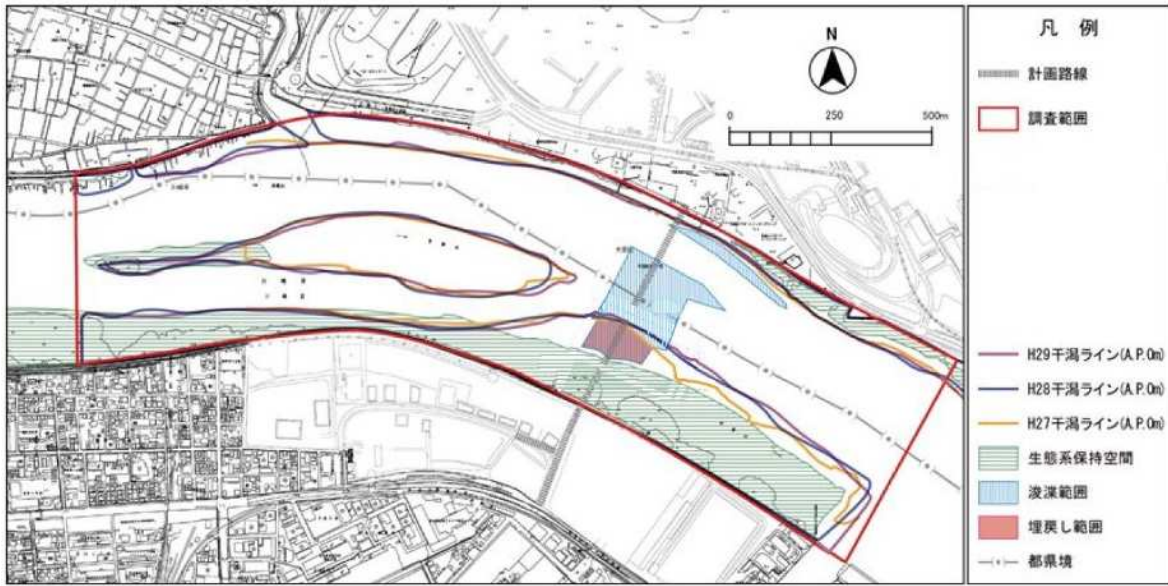 N
0
250
500m
凡 例
計画路線
調査範囲
H29干潟ライン(A.P.0m)
H28干潟ライン(A.P.0m)
H27干潟ライン(A.P.0m)
生態系保持空間
浚渫範囲
埋戻し範囲
都県境